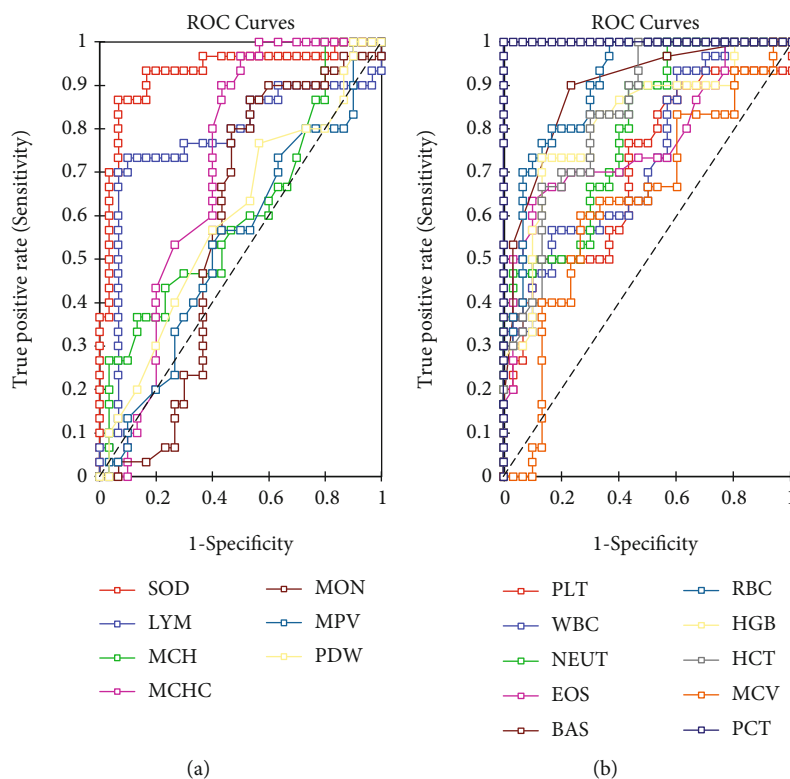 ROC Curves
1
0.9
0.8
0.7
0.6
0.5
0.4
0.3
0.2
0.1
0
True positive rate (Sensitivity)
0 0.2 0.4 0.6 0.8 1
1-Specificity
SOD
LYM
MCH
MCHC
MON
MPV
PDW
(a)
ROC Curves
1
0.9
0.8
0.7
0.6
0.5
0.4
0.3
0.2
0.1
0
True positive rate (Sensitivity)
0 0.2 0.4 0.6 0.8 1
1-Specificity
PLT
WBC
NEUT
EOS
BAS
RBC
HGB
HCT
MCV
PCT
(b)